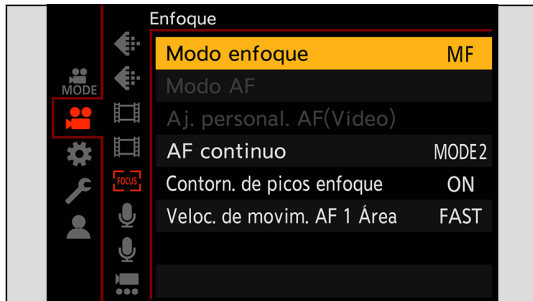 Enfoque
MODE
FOCUS
Modo enfoque MF
Modo AF
Aj. personal. AF(Vídeo)
AF continuo MODE2
Contorn. de picos enfoque ON
Veloc. de movim. AF 1 Área FAST